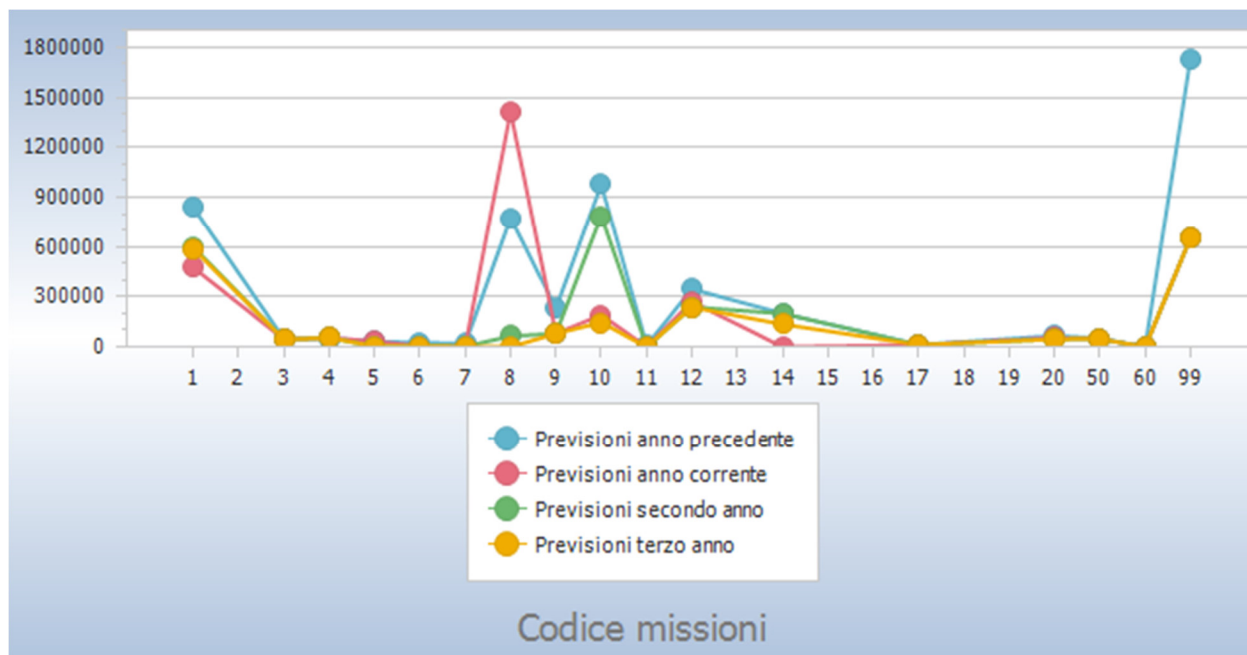 1800000
1500000
1200000
900000
600000
300000
0
1 2 3 4 5 6 7 8 9 10 11 12 13 14 15 16 17 18 19 20 50 60 99
Previsioni anno precedente
Previsioni anno corrente
Previsioni secondo anno
Previsioni terzo anno
Codice missioni